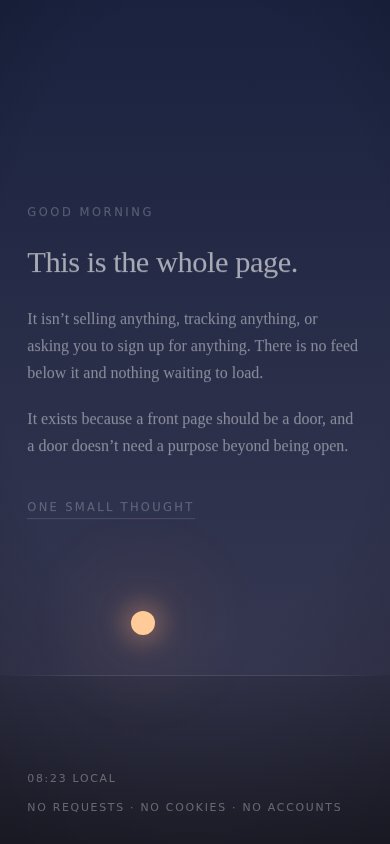 GOOD MORNING
This is the whole page.
It isn’t selling anything, tracking anything, or
asking you to sign up for anything. There is no feed
below it and nothing waiting to load.
It exists because a front page should be a door, and
a door doesn’t need a purpose beyond being open.
ONE SMALL THOUGHT
08:23 LOCAL
NO REQUESTS · NO COOKIES · NO ACCOUNTS